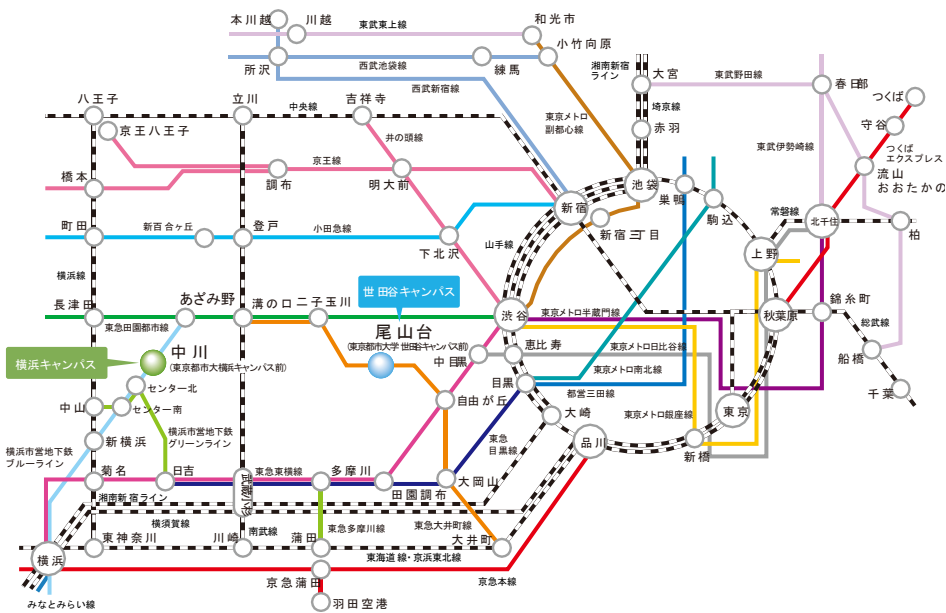 本川越
川越
東武東上線
和光市
小竹向原
所沢
西武池袋線
練馬
湘南新宿
ライン
大宮
東武野田線
春日部
西武新宿線
八王子
立川
中央線
吉祥寺
京王八王子
井の頭線
東京メトロ
副都心線
埼京線
赤羽
つくば
守谷
東武伊勢崎線
つくば
エクスプレス
流山
おおたかの
橋本
京王線
調布
明大前
池袋
巣鴨
新宿
駒込
常磐線
北千住
柏
町田
新百合ヶ丘
登戸
小田急線
下北沢
山手線
新宿三丁目
上野
横浜線
世田谷キャンパス
長津田
あざみ野
溝の口
二子玉川
渋谷
東京メトロ半蔵門線
秋葉原
錦糸町
東急田園都市線
尾山台
(東京都市大学 世田谷キャンパス前)
総武線
恵比寿
東京メトロ日比谷線
中目黒
船橋
横浜キャンパス
中川
(東京都市大横浜キャンパス前)
東京メトロ南北線
目黒
都営三田線
千葉
センター北
中山
センター南
自由が丘
大崎
東京メトロ銀座線
東京
横浜市営地下鉄
グリーンライン
新横浜
横浜市営地下鉄
ブルーライン
東急
目黒線
品川
新橋
菊名
日吉
武蔵小杉
東急東横線
多摩川
田園調布
大岡山
湘南新宿ライン
横須賀線
東神奈川
川崎
南武線
蒲田
東急多摩川線
東急大井町線
大井町
横浜
東海道線・京浜東北線
京急蒲田
京急本線
みなとみらい線
羽田空港